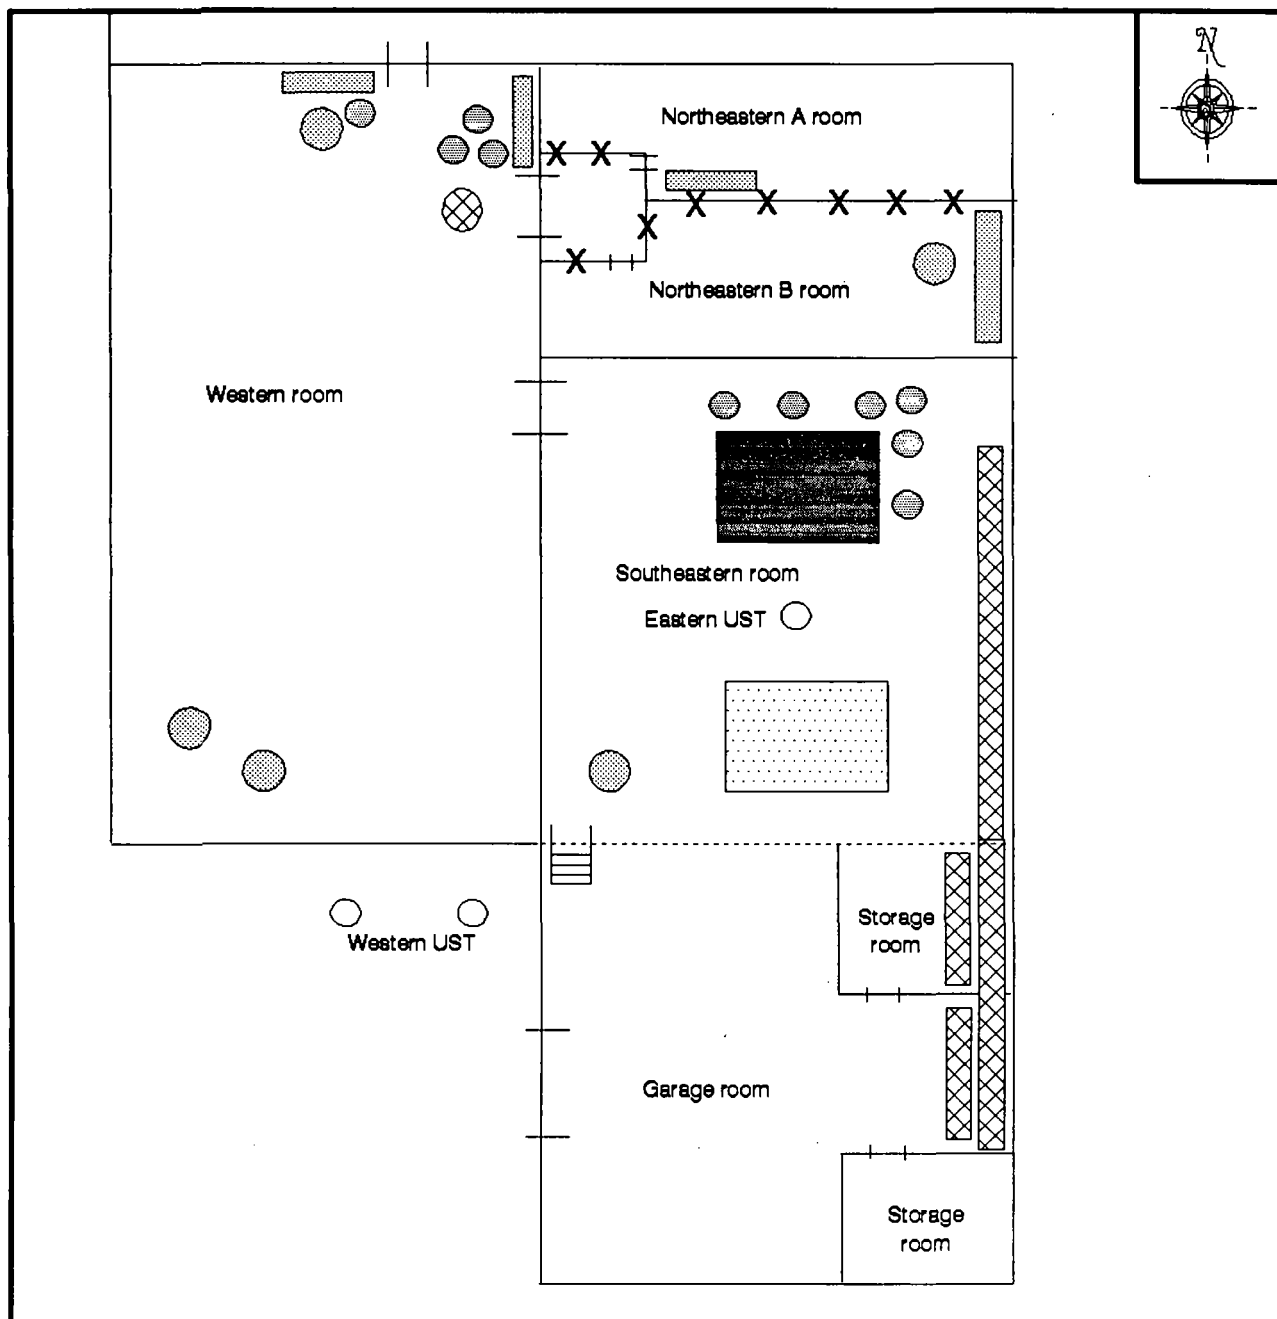 N
Northeastern A room
Northeastern B room
Western room
Southeastern room
Eastern UST
Storage
room
Western UST
Garage room
Storage
room